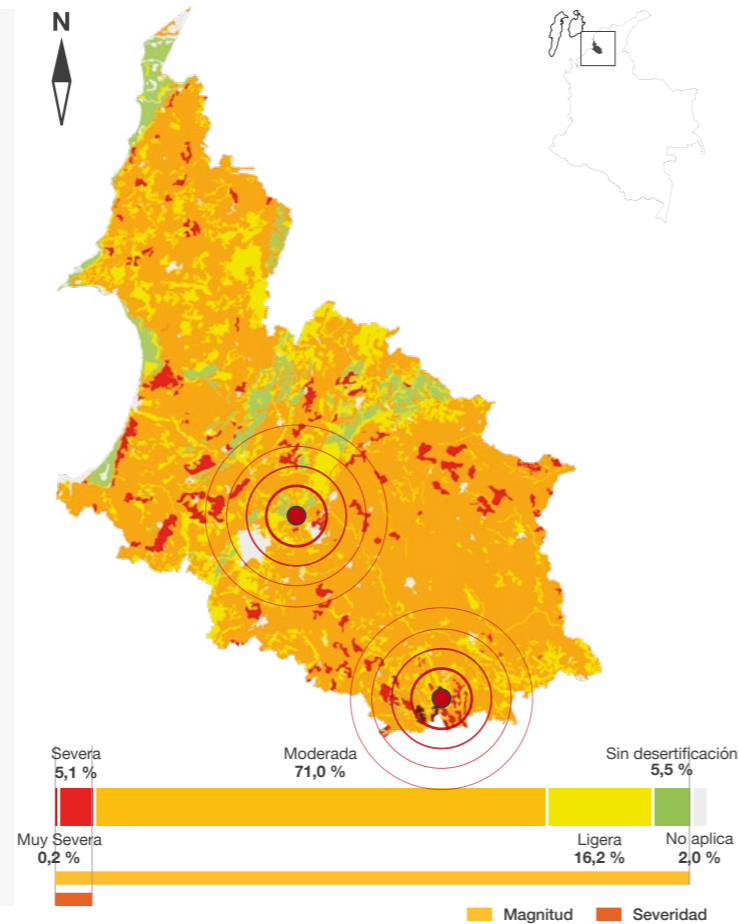 N
Severa
5,1 %
Moderada
71,0 %
Sin desertificación
5,5 %
Muy Severa
0,2 %
Ligera
16,2 %
No aplica
2,0 %
Magnitud
Severidad